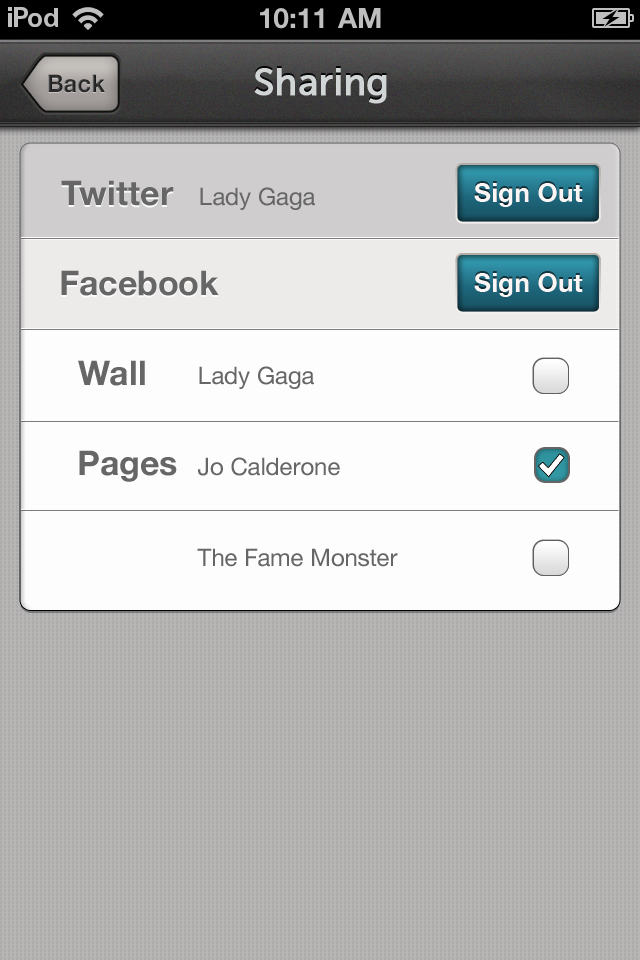 iPod 10:11 AM
Back Sharing
Twitter Lady Gaga Sign Out
Facebook Sign Out
Wall Lady Gaga
Pages Jo Calderone
The Fame Monster